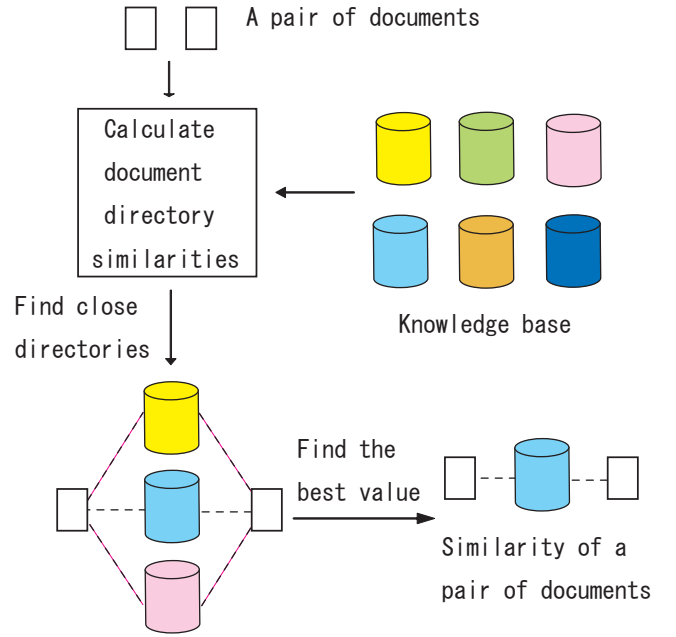 A pair of documents
Calculate
document
directory
similarities
Knowledge base
Find close
directories
Find the
best value
Similarity of a
pair of documents